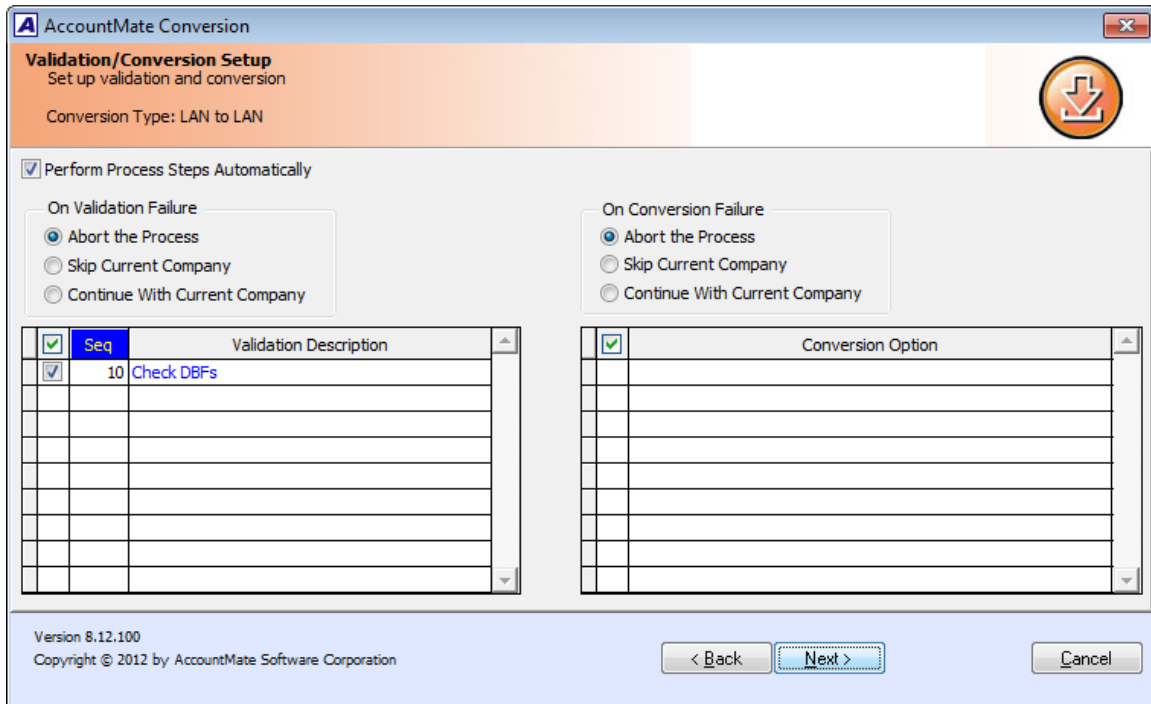 A AccountMate Conversion
Validation/Conversion Setup
Set up validation and conversion
Conversion Type: LAN to LAN
Perform Process Steps Automatically
On Validation Failure
Abort the Process
Skip Current Company
Continue With Current Company
On Conversion Failure
Abort the Process
Skip Current Company
Continue With Current Company
Seq Validation Description
10 Check DBFs
Conversion Option
Version 8.12.100
Copyright © 2012 by AccountMate Software Corporation
< Back Next > Cancel